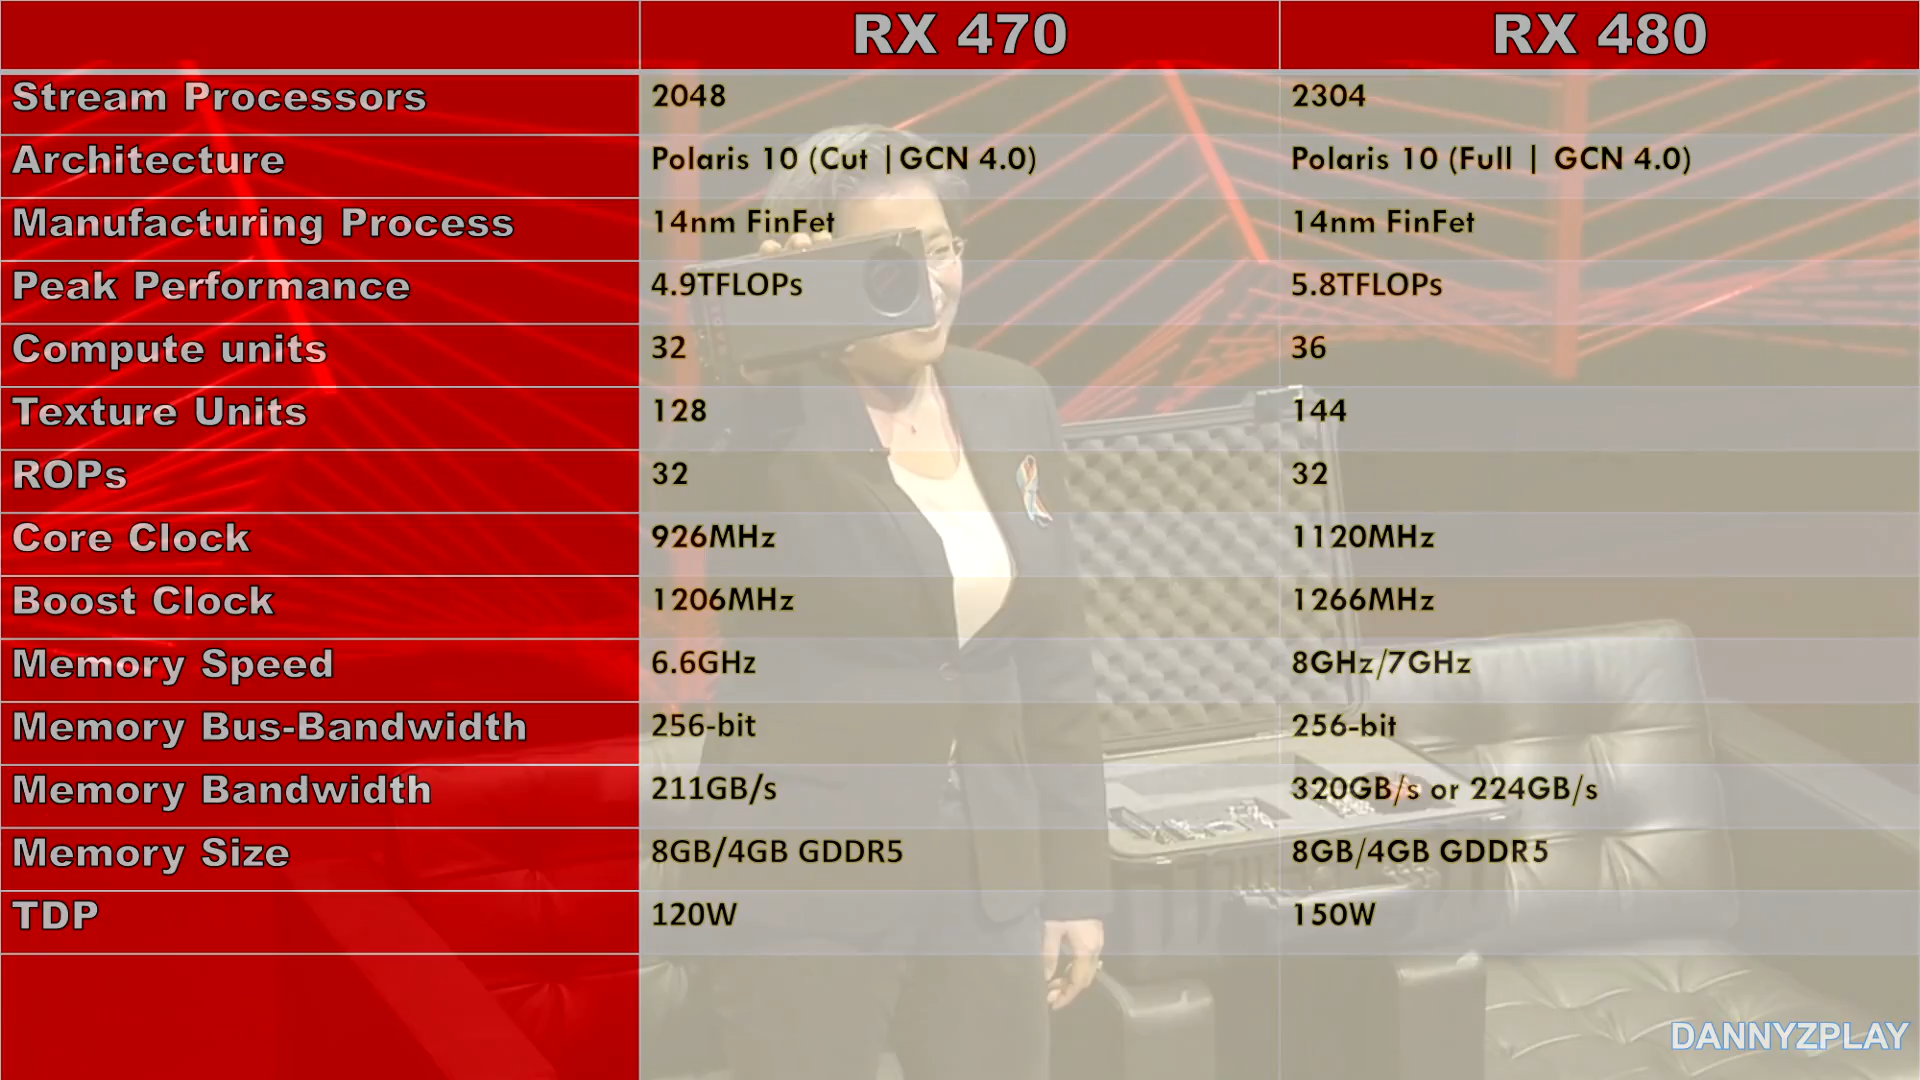 RX 470 RX 480
Stream Processors 2048 2304
Architecture Polaris 10 (Cut |GCN 4.0) Polaris 10 (Full | GCN 4.0)
Manufacturing Process 14nm FinFet 14nm FinFet
Peak Performance 4.9TFLOPs 5.8TFLOPs
Compute units 32 36
Texture Units 128 144
ROPs 32 32
Core Clock 926MHz 1120MHz
Boost Clock 1206MHz 1266MHz
Memory Speed 6.6GHz 8GHz/7GHz
Memory Bus-Bandwidth 256-bit 256-bit
Memory Bandwidth 211GB/s 320GB/s or 224GB/s
Memory Size 8GB/4GB GDDR5 8GB/4GB GDDR5
TDP 120W 150W
DANNYZPLAY